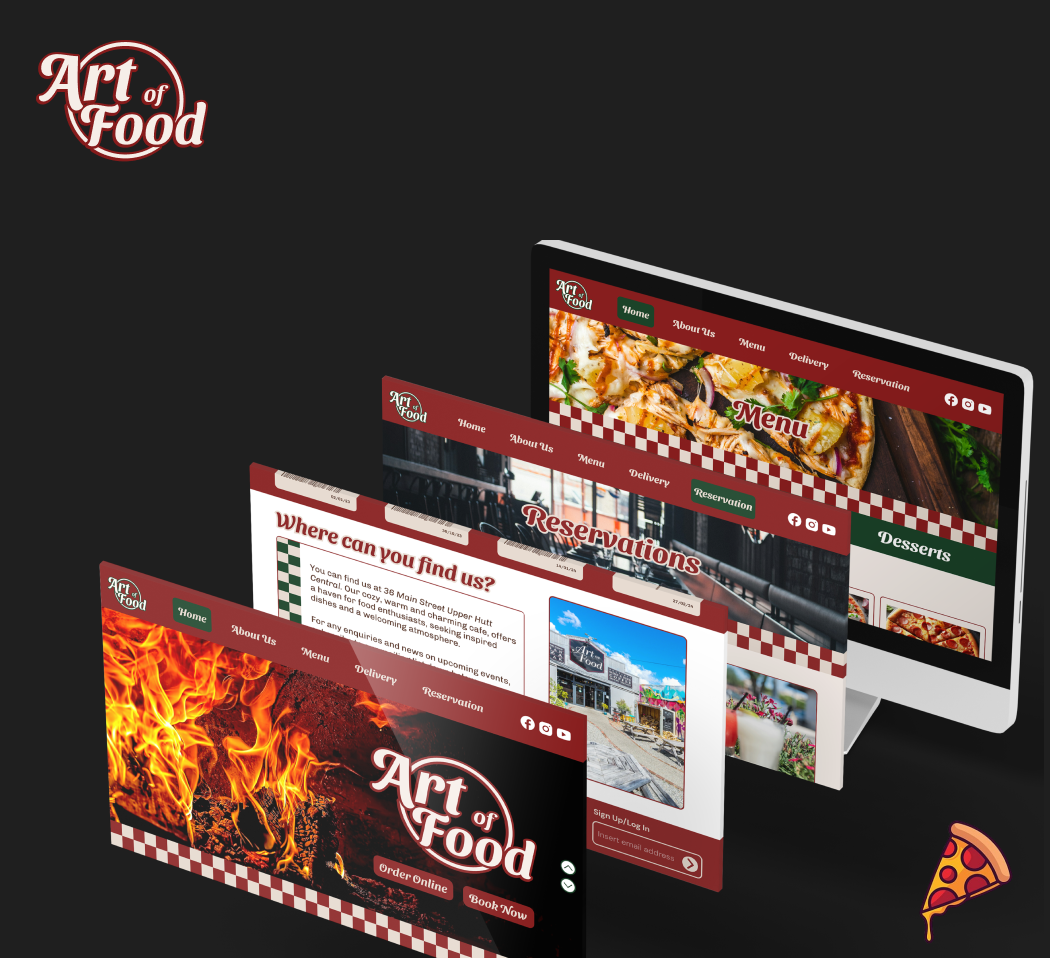 Art of
Food
Art of
Food
Home
About Us
Menu
Delivery
Reservation
Menu
Desserts
Art of
Food
Home
About Us
Menu
Delivery
Reservation
Reservations
Where can you find us?
You can find us at 36 Main Street Upper Hutt
Central. Our cozy, warm and charming cafe, offers
a haven for food enthusiasts, seeking inspired
dishes and a welcoming atmosphere.
For any enquiries and news on upcoming events,
Art of
Food
Sign Up/Log In
Insert email address
Art of
Food
Home
About Us
Menu
Delivery
Reservation
Art of
Food
Order Online
Book Now